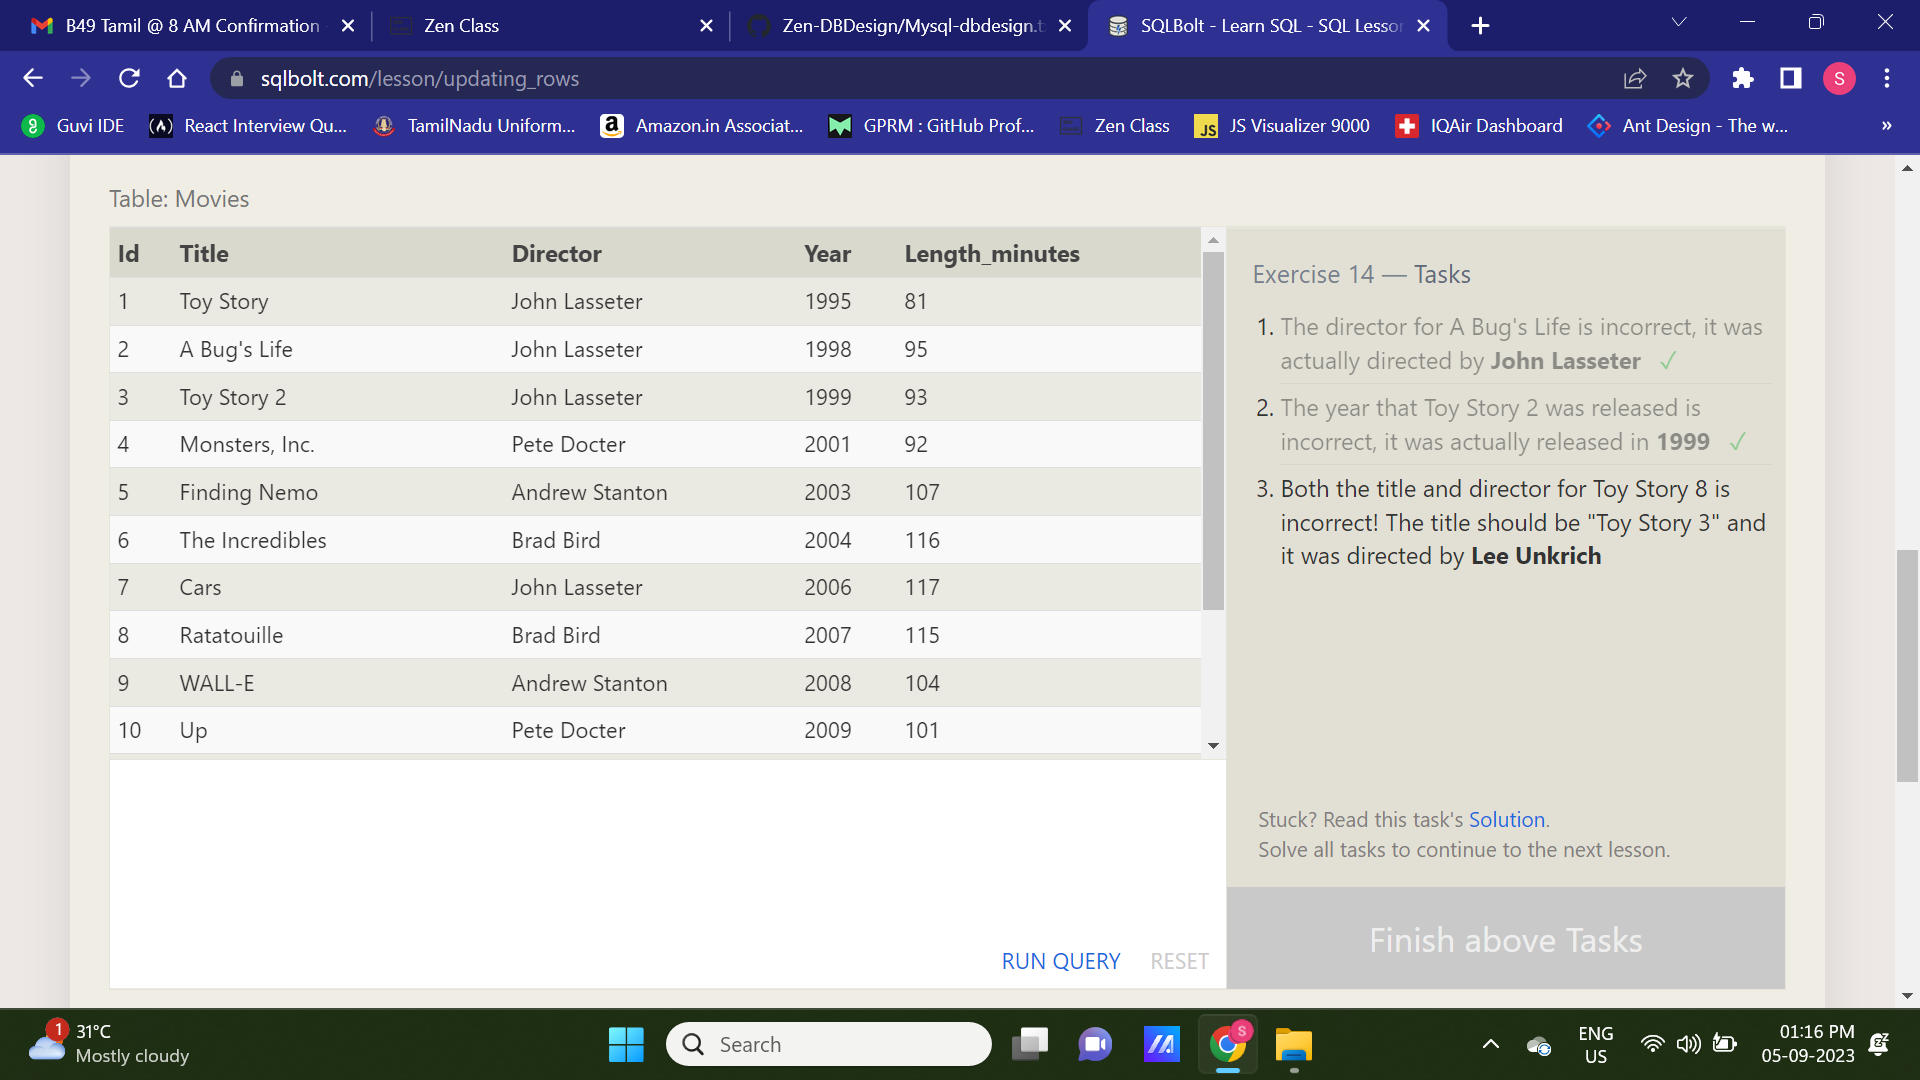 B49 Tamil @ 8 AM Confirmation
Zen Class
Zen-DBDesign/Mysql-dbdesign.t
SQLBolt - Learn SQL - SQL Lesson
sqlbolt.com/lesson/updating_rows
S
Guvi IDE
React Interview Qu...
TamilNadu Uniform...
Amazon.in Associat...
GPRM : GitHub Prof...
Zen Class
JS Visualizer 9000
IQAir Dashboard
Ant Design - The w...
»
Table: Movies
Id Title Director Year Length_minutes
1 Toy Story John Lasseter 1995 81
2 A Bug's Life John Lasseter 1998 95
3 Toy Story 2 John Lasseter 1999 93
4 Monsters, Inc. Pete Docter 2001 92
5 Finding Nemo Andrew Stanton 2003 107
6 The Incredibles Brad Bird 2004 116
7 Cars John Lasseter 2006 117
8 Ratatouille Brad Bird 2007 115
9 WALL-E Andrew Stanton 2008 104
10 Up Pete Docter 2009 101
RUN QUERY RESET
Exercise 14 — Tasks
1. The director for A Bug's Life is incorrect, it was
actually directed by John Lasseter ✓
2. The year that Toy Story 2 was released is
incorrect, it was actually released in 1999 ✓
3. Both the title and director for Toy Story 8 is
incorrect! The title should be "Toy Story 3" and
it was directed by Lee Unkrich
Stuck? Read this task's Solution.
Solve all tasks to continue to the next lesson.
Finish above Tasks
1
31°C
Mostly cloudy
Search
S
ENG
US
01:16 PM
05-09-2023